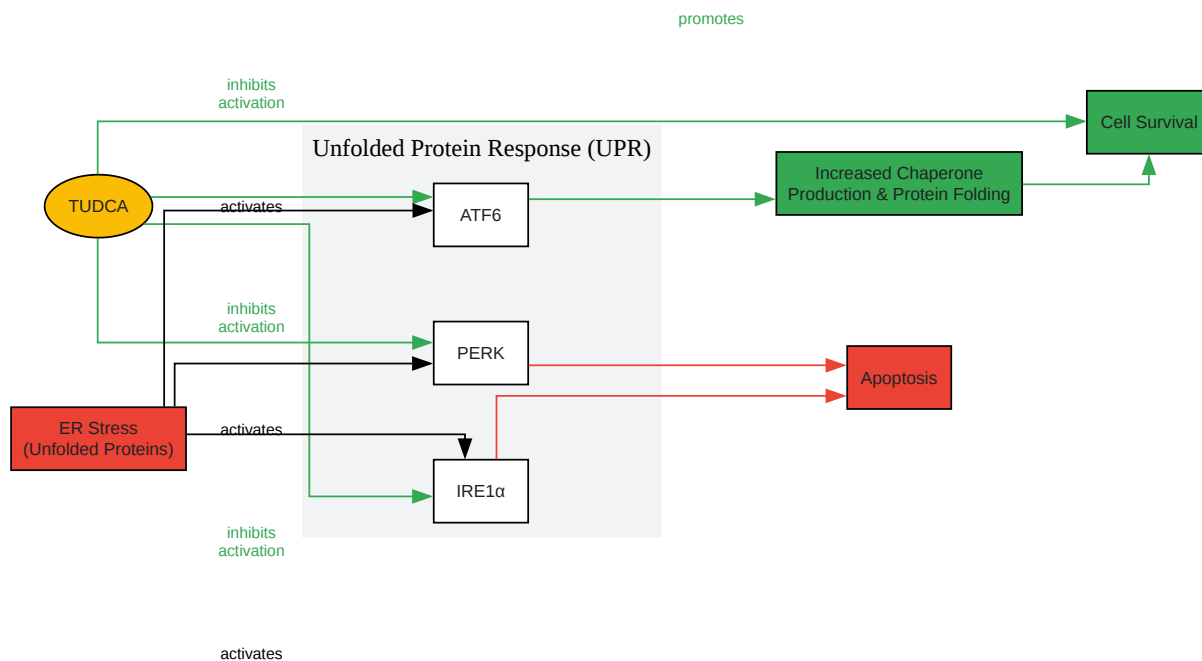 promotes
inhibits
activation
Cell Survival
Unfolded Protein Response (UPR)
Increased Chaperone
Production & Protein Folding
TUDCA
activates
ATF6
inhibits
activation
PERK
Apoptosis
ER Stress
(Unfolded Proteins)
activates
IRE1α
inhibits
activation
activates